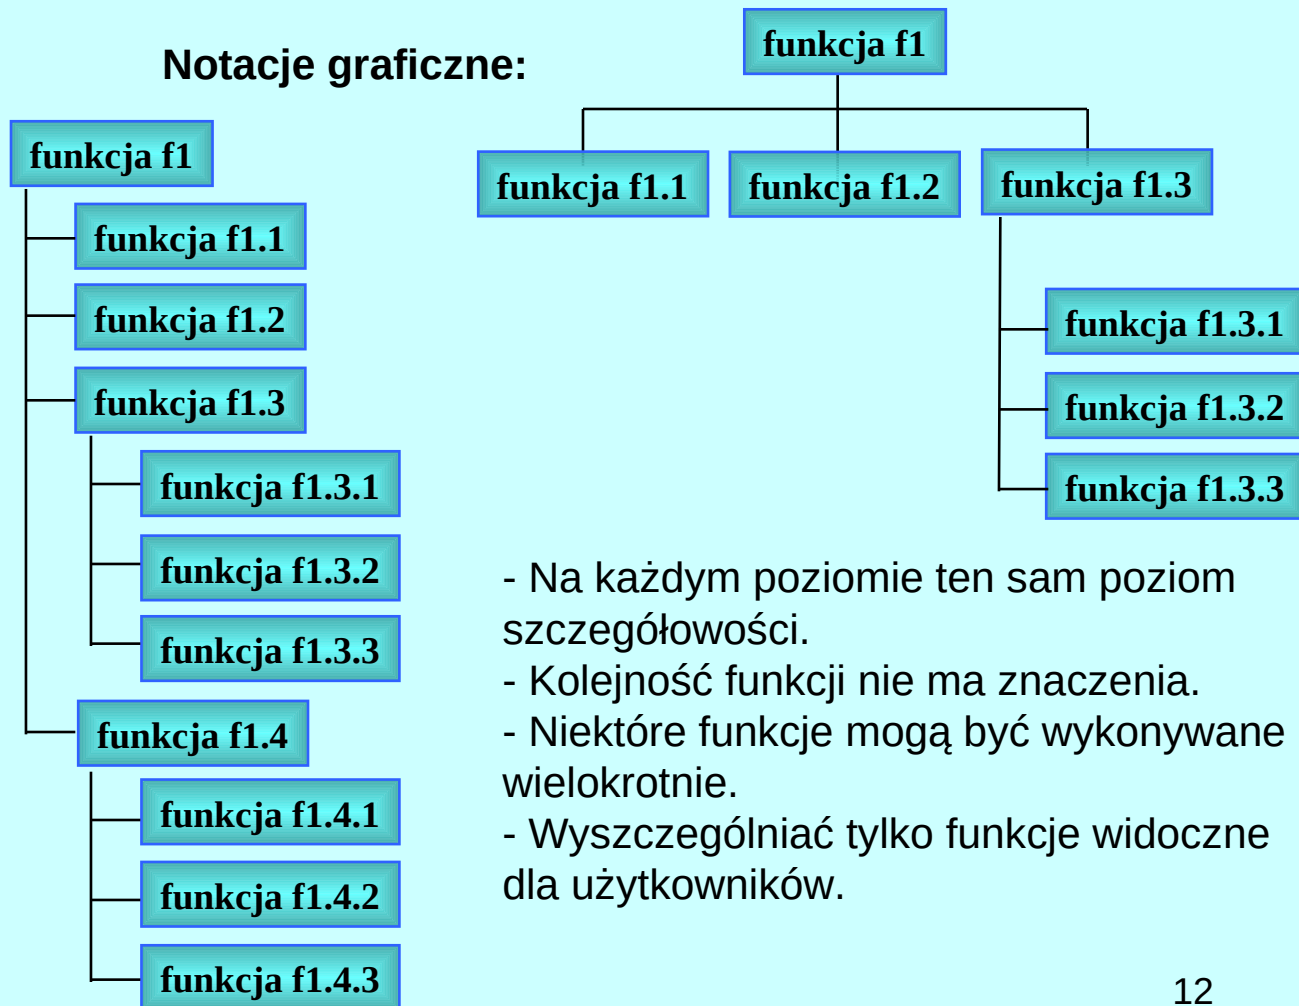 Notacje graficzne:
funkcja f1
funkcja f1.1
funkcja f1.2
funkcja f1.3
funkcja f1.3.1
funkcja f1.3.2
funkcja f1.3.3
funkcja f1.4
funkcja f1.4.1
funkcja f1.4.2
funkcja f1.4.3
funkcja f1
funkcja f1.1
funkcja f1.2
funkcja f1.3
funkcja f1.3.1
funkcja f1.3.2
funkcja f1.3.3
- Na każdym poziomie ten sam poziom
szczegółowości.
- Kolejność funkcji nie ma znaczenia.
- Niektóre funkcje mogą być wykonywane
wielokrotnie.
- Wyszczególniać tylko funkcje widoczne
dla użytkowników.
12